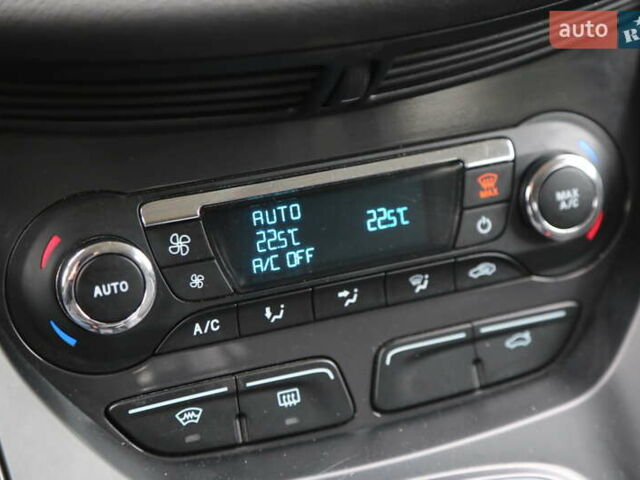 auto
R
AUTO
22.5°C
22.5°C
A/C OFF
MAX
MAX
A/C
AUTO
A/C